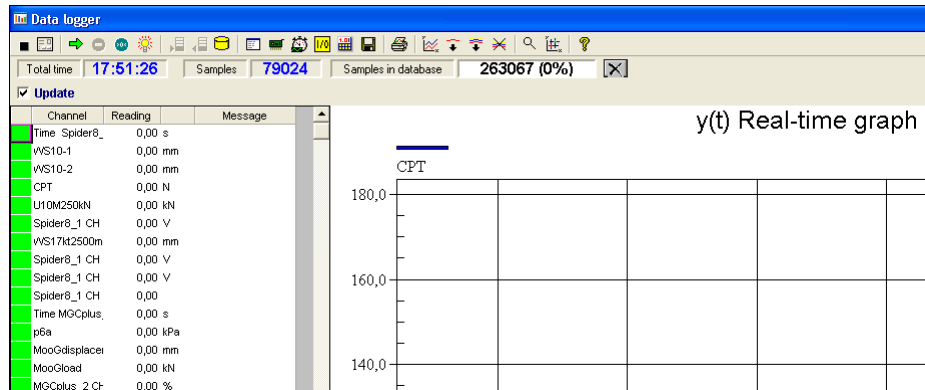 Data logger
Total time 17:51:26 Samples 79024 Samples in database 263067 (0%)
Update
Channel Reading Message
Time Spider8_ 0,00 s
WS10-1 0,00 mm
WS10-2 0,00 mm
CPT 0,00 N
U10M250kN 0,00 kN
Spider8_1 CH 0,00 V
WS17kt2500m 0,00 mm
Spider8_1 CH 0,00 V
Spider8_1 CH 0,00 V
Spider8_1 CH 0,00
Time MGCplus_ 0,00 s
p6a 0,00 kPa
MooGdisplacer 0,00 mm
MooGload 0,00 kN
MGCplus_2 CH 0,00 %
y(t) Real-time graph
CPT
180,0
160,0
140,0